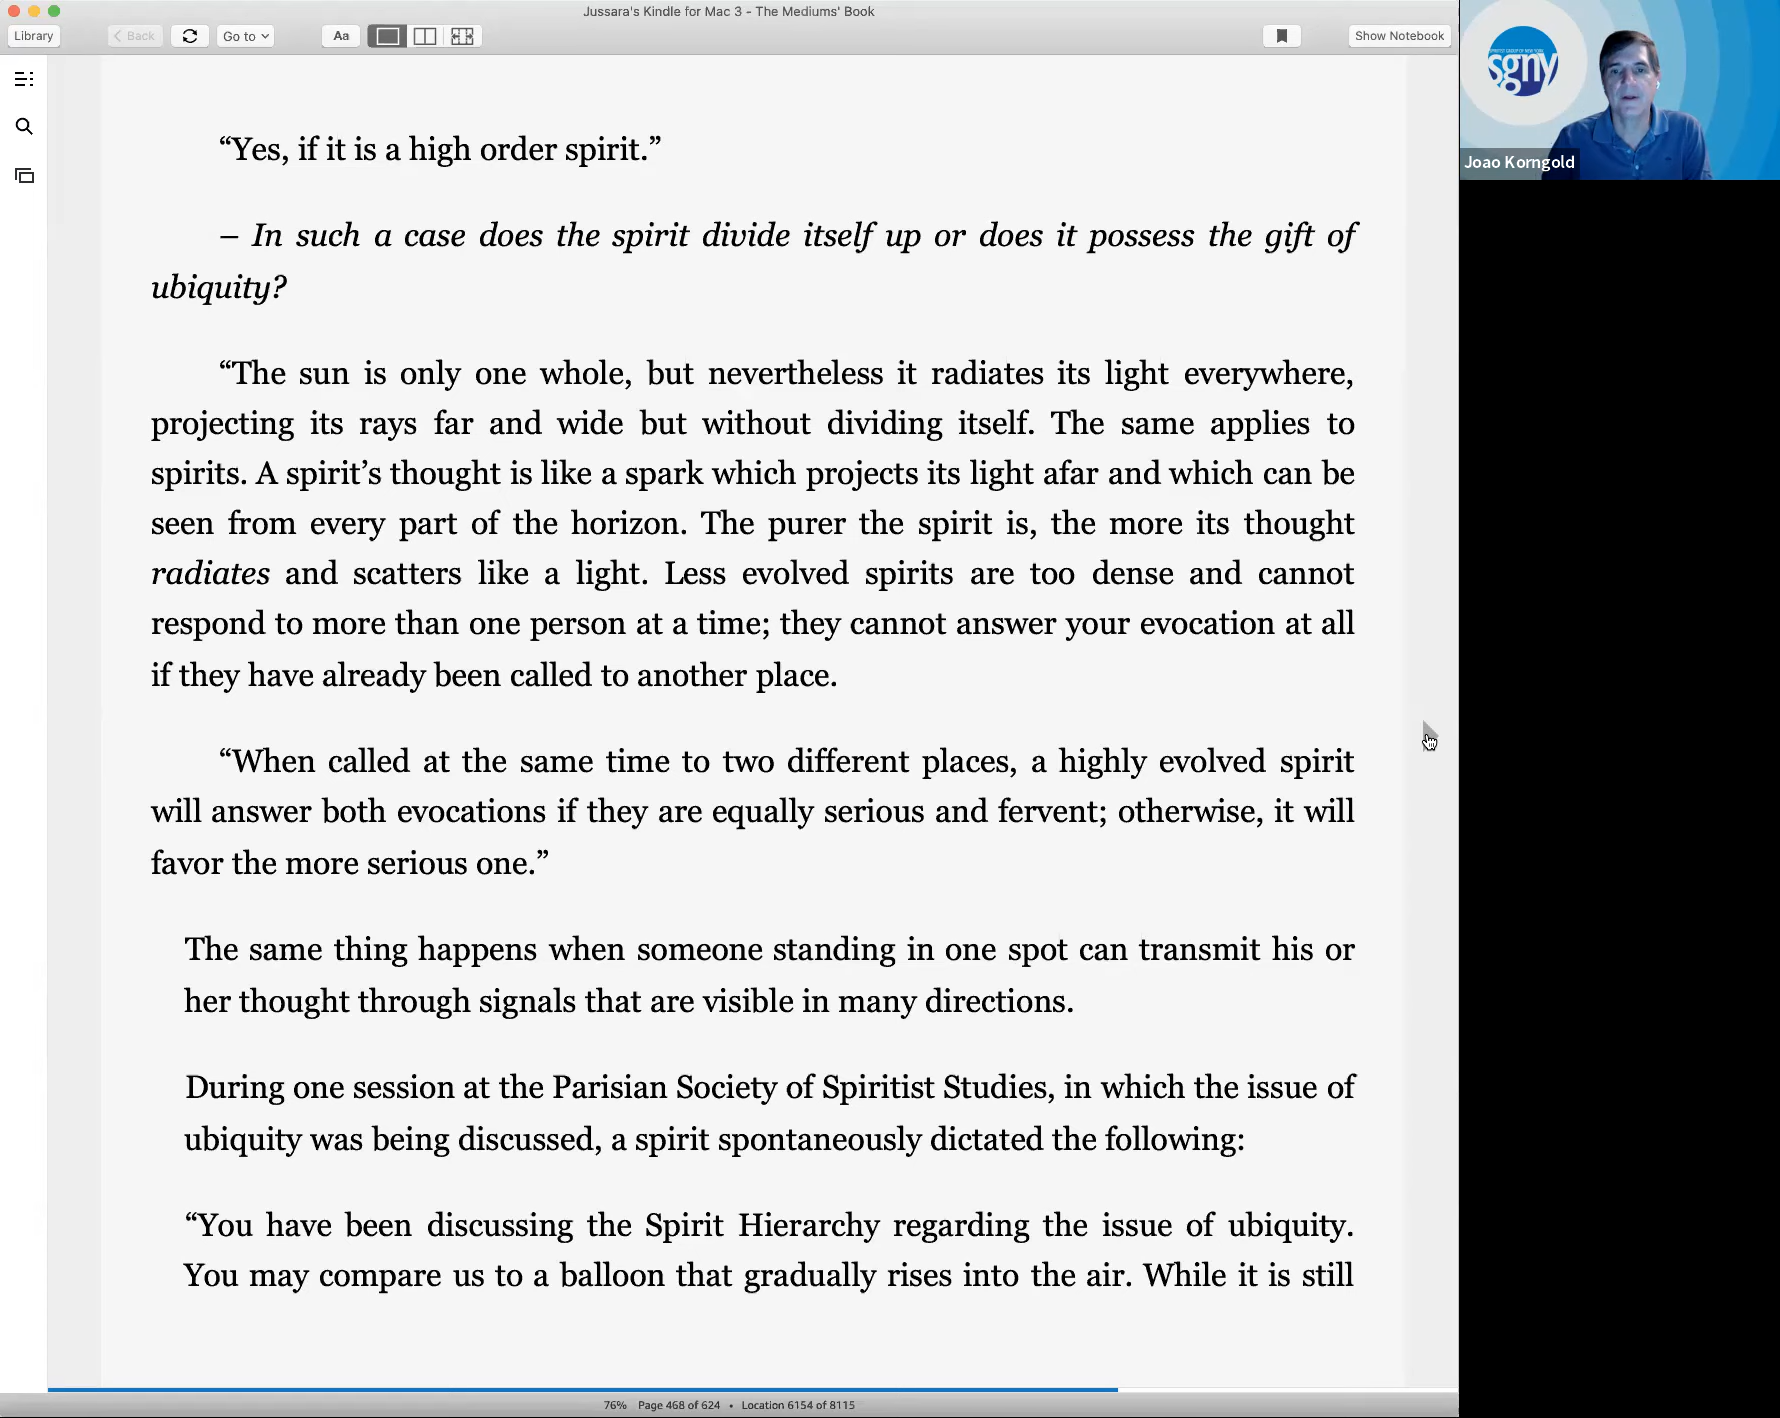 Jussara's Kindle for Mac 3 - The Mediums' Book
Library
Back
Go to
Aa
Show Notebook
sgny
Joao Korngold
“Yes, if it is a high order spirit.”
– In such a case does the spirit divide itself up or does it possess the gift of
ubiquity?
“The sun is only one whole, but nevertheless it radiates its light everywhere,
projecting its rays far and wide but without dividing itself. The same applies to
spirits. A spirit’s thought is like a spark which projects its light afar and which can be
seen from every part of the horizon. The purer the spirit is, the more its thought
radiates and scatters like a light. Less evolved spirits are too dense and cannot
respond to more than one person at a time; they cannot answer your evocation at all
if they have already been called to another place.
“When called at the same time to two different places, a highly evolved spirit
will answer both evocations if they are equally serious and fervent; otherwise, it will
favor the more serious one.”
The same thing happens when someone standing in one spot can transmit his or
her thought through signals that are visible in many directions.
During one session at the Parisian Society of Spiritist Studies, in which the issue of
ubiquity was being discussed, a spirit spontaneously dictated the following:
“You have been discussing the Spirit Hierarchy regarding the issue of ubiquity.
You may compare us to a balloon that gradually rises into the air. While it is still
76% Page 468 of 624 • Location 6154 of 8115